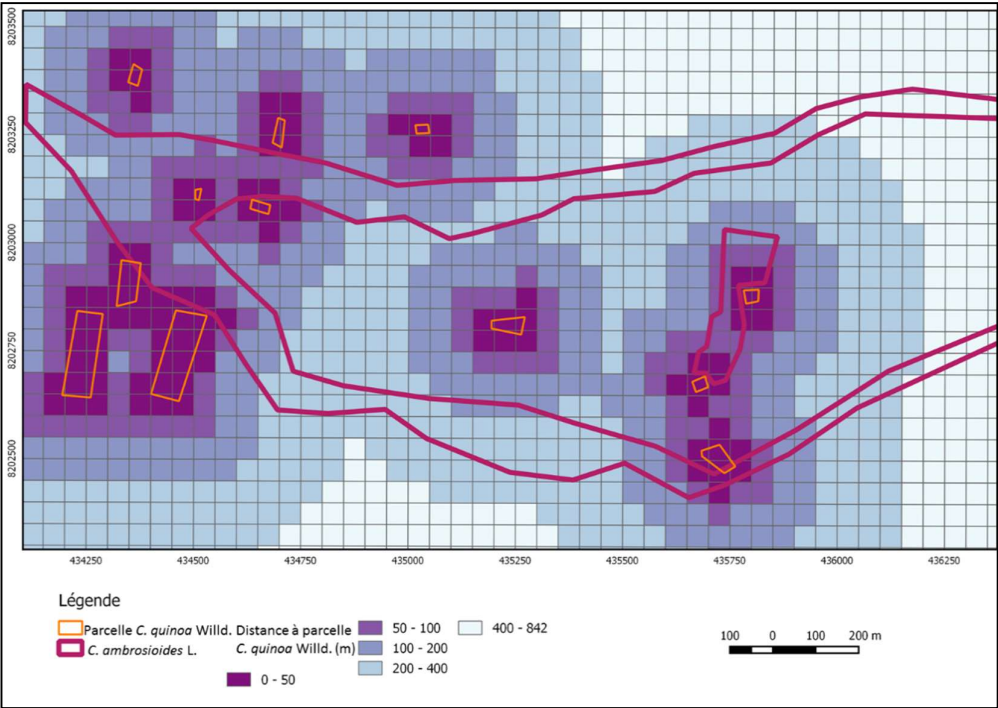 8203500
8203250
8203000
8202750
8202500
434250 434500 434750 435000 435250 435500 435750 436000 436250
Légende
Parcelle C. quinoa Willd. Distance à parcelle 50 - 100 400 - 842
C. ambrosioides L. C. quinoa Willd. (m) 100 - 200
200 - 400
0 - 50
100 0 100 200 m